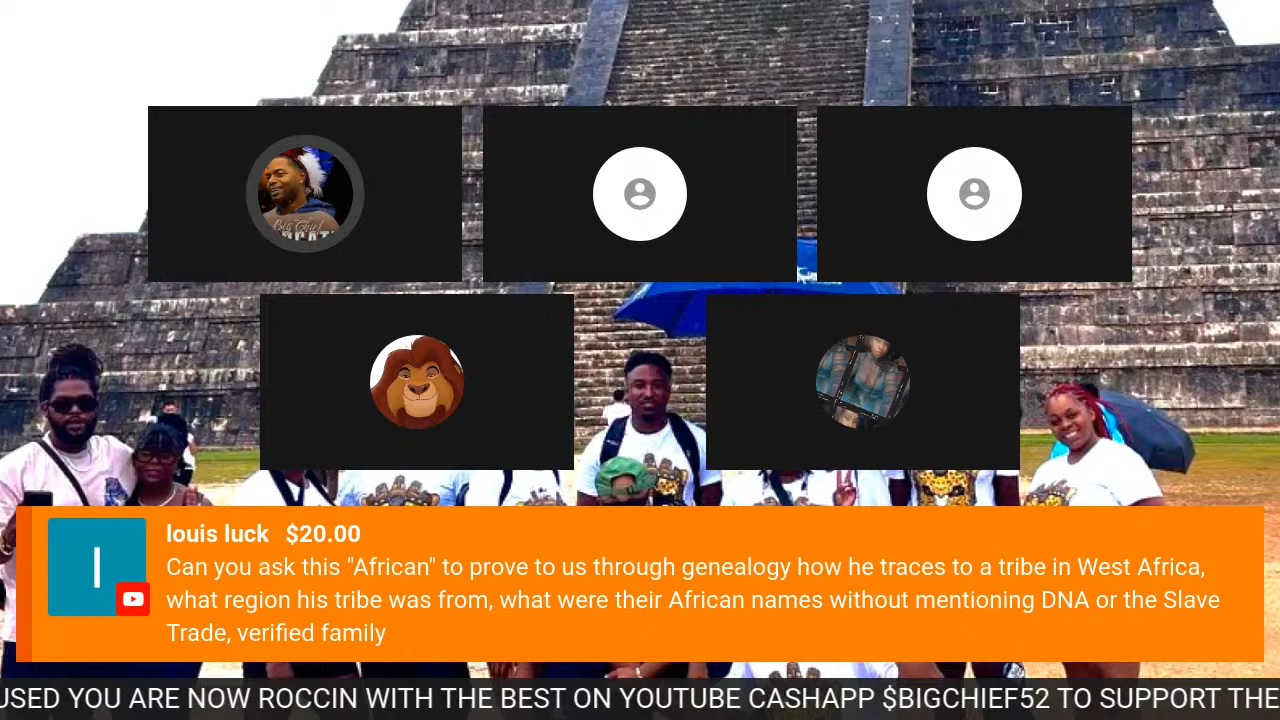 Big Chief
louis luck $20.00
l
Can you ask this "African" to prove to us through genealogy how he traces to a tribe in West Africa,
what region his tribe was from, what were their African names without mentioning DNA or the Slave
Trade, verified family
USED YOU ARE NOW ROCCIN WITH THE BEST ON YOUTUBE CASHAPP $BIGCHIEF52 TO SUPPORT THE